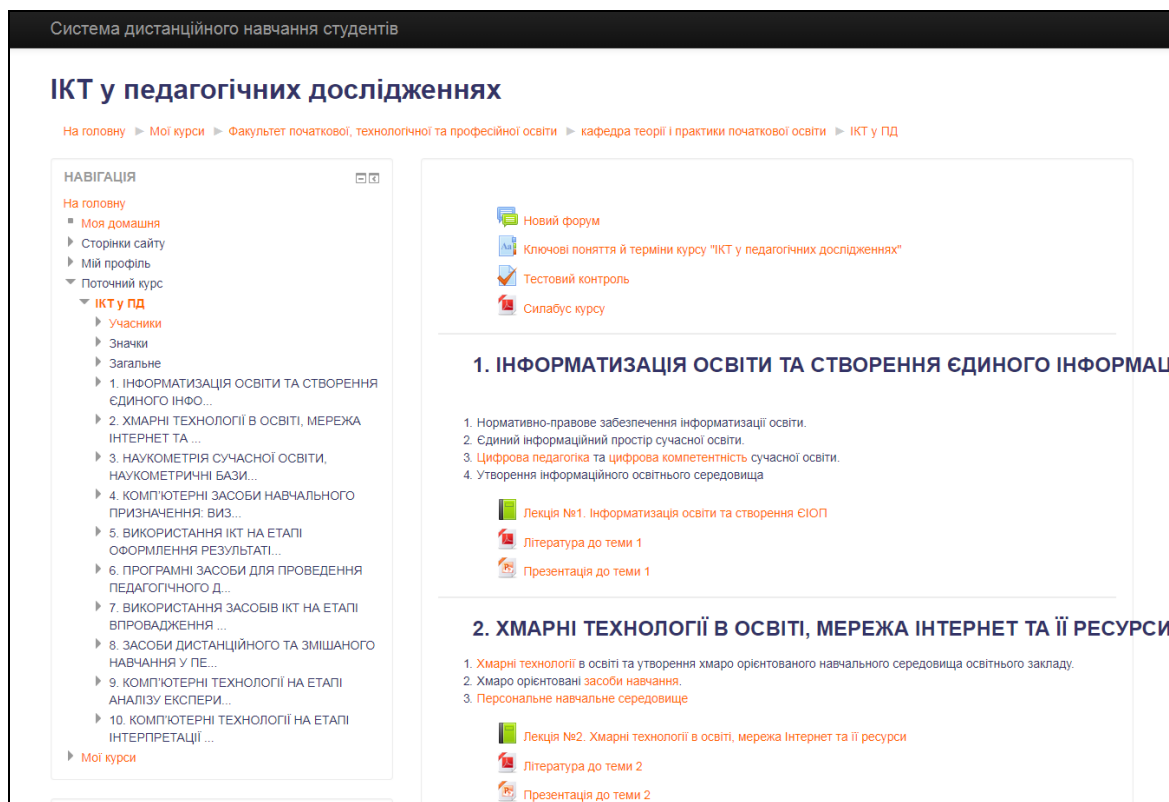 Система дистанційного навчання студентів
ІКТ у педагогічних дослідженнях
На головну ► Мої курси ► Факультет початкової, технологічної та професійної освіти ► кафедра теорії і практики початкової освіти ► ІКТ у ПД
НАВІГАЦІЯ
На головну
Моя домашня
Сторінки сайту
Мій профіль
Поточний курс
ІКТ у ПД
Учасники
Значки
Загальне
1. ІНФОРМАТИЗАЦІЯ ОСВІТИ ТА СТВОРЕННЯ
ЄДИНОГО ІНФО...
2. ХМАРНІ ТЕХНОЛОГІЇ В ОСВІТІ, МЕРЕЖА
ІНТЕРНЕТ ТА ...
3. НАУКОМЕТРІЯ СУЧАСНОЇ ОСВІТИ,
НАУКОМЕТРИЧНІ БАЗИ...
4. КОМП'ЮТЕРНІ ЗАСОБИ НАВЧАЛЬНОГО
ПРИЗНАЧЕННЯ: ВИЗ...
5. ВИКОРИСТАННЯ ІКТ НА ЕТАПІ
ОФОРМЛЕННЯ РЕЗУЛЬТАТІ...
6. ПРОГРАМНІ ЗАСОБИ ДЛЯ ПРОВЕДЕННЯ
ПЕДАГОГІЧНОГО Д...
7. ВИКОРИСТАННЯ ЗАСОБІВ ІКТ НА ЕТАПІ
ВПРОВАДЖЕННЯ ...
8. ЗАСОБИ ДИСТАНЦІЙНОГО ТА ЗМІШАНОГО
НАВЧАННЯ У ПЕ...
9. КОМП'ЮТЕРНІ ТЕХНОЛОГІЇ НА ЕТАПІ
АНАЛІЗУ ЕКСПЕРИ...
10. КОМП'ЮТЕРНІ ТЕХНОЛОГІЇ НА ЕТАПІ
ІНТЕРПРЕТАЦІЇ ...
Мої курси
Новий форум
Ключові поняття й терміни курсу "ІКТ у педагогічних дослідженнях"
Тестовий контроль
Силабус курсу
1. ІНФОРМАТИЗАЦІЯ ОСВІТИ ТА СТВОРЕННЯ ЄДИНОГО ІНФОРМАЦ
1. Нормативно-правове забезпечення інформатизації освіти.
2. Єдиний інформаційний простір сучасної освіти.
3. Цифрова педагогіка та цифрова компетентність сучасної освіти.
4. Утворення інформаційного освітнього середовища
Лекція №1. Інформатизація освіти та створення ЄІОП
Література до теми 1
Презентація до теми 1
2. ХМАРНІ ТЕХНОЛОГІЇ В ОСВІТІ, МЕРЕЖА ІНТЕРНЕТ ТА ЇЇ РЕСУРСИ
1. Хмарні технології в освіті та утворення хмаро орієнтованого навчального середовища освітнього закладу.
2. Хмаро орієнтовані засоби навчання.
3. Персональне навчальне середовище
Лекція №2. Хмарні технології в освіті, мережа Інтернет та її ресурси
Література до теми 2
Презентація до теми 2